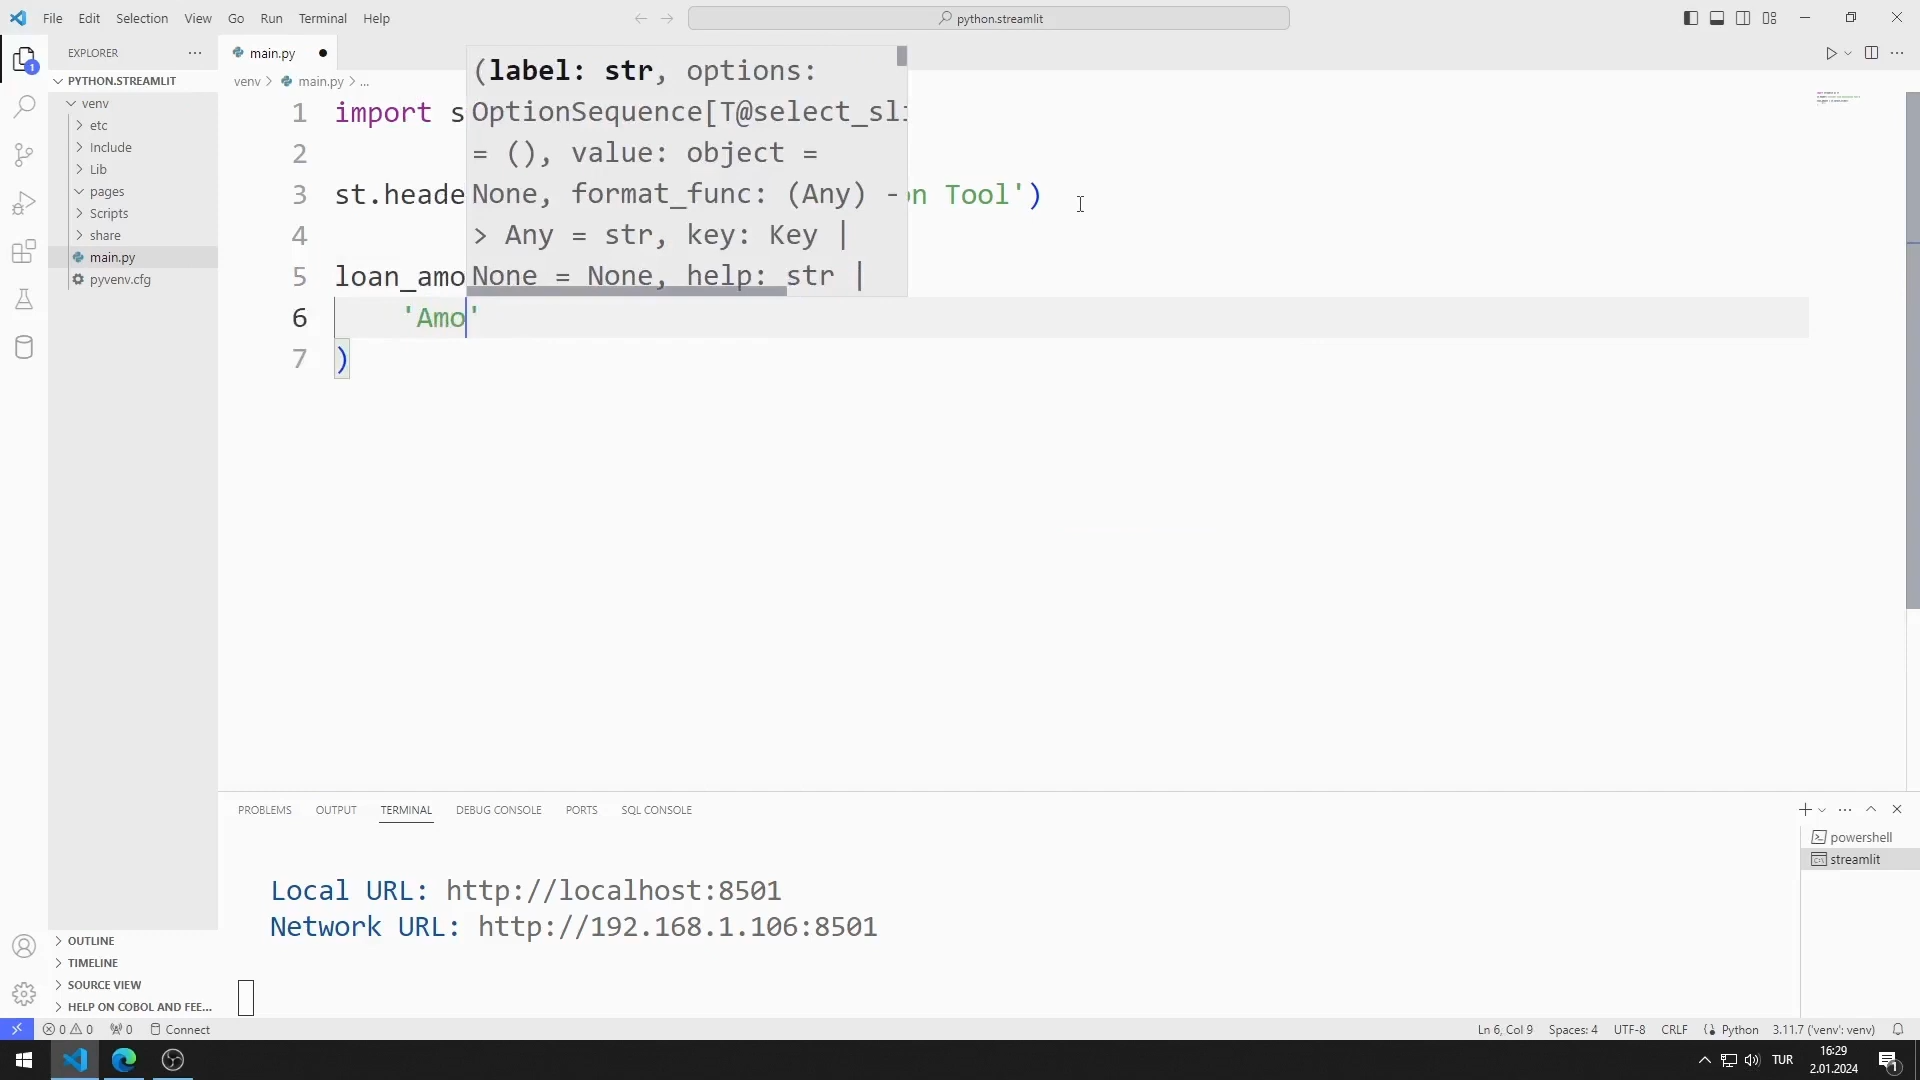 File Edit Selection View Go Run Terminal Help
python.streamlit
EXPLORER
main.py
PYTHON.STREAMLIT
venv > main.py > ...
venv
etc
Include
Lib
pages
Scripts
share
main.py
pyvenv.cfg
(label: str, options:
OptionSequence[T@select_sli
= (), value: object =
None, format_func: (Any) -
> Any = str, key: Key |
None = None, help: str |
1 import s
2
3 st.heade on Tool')
4
5 loan_amo
6 'Amo'
7 )
PROBLEMS OUTPUT TERMINAL DEBUG CONSOLE PORTS SQL CONSOLE
powershell
streamlit
Local URL: http://localhost:8501
Network URL: http://192.168.1.106:8501
OUTLINE
TIMELINE
SOURCE VIEW
HELP ON COBOL AND FEE...
1
0 0 0 Connect
Ln 6, Col 9 Spaces: 4 UTF-8 CRLF Python 3.11.7 ('venv': venv)
TUR
16:29
2.01.2024
1